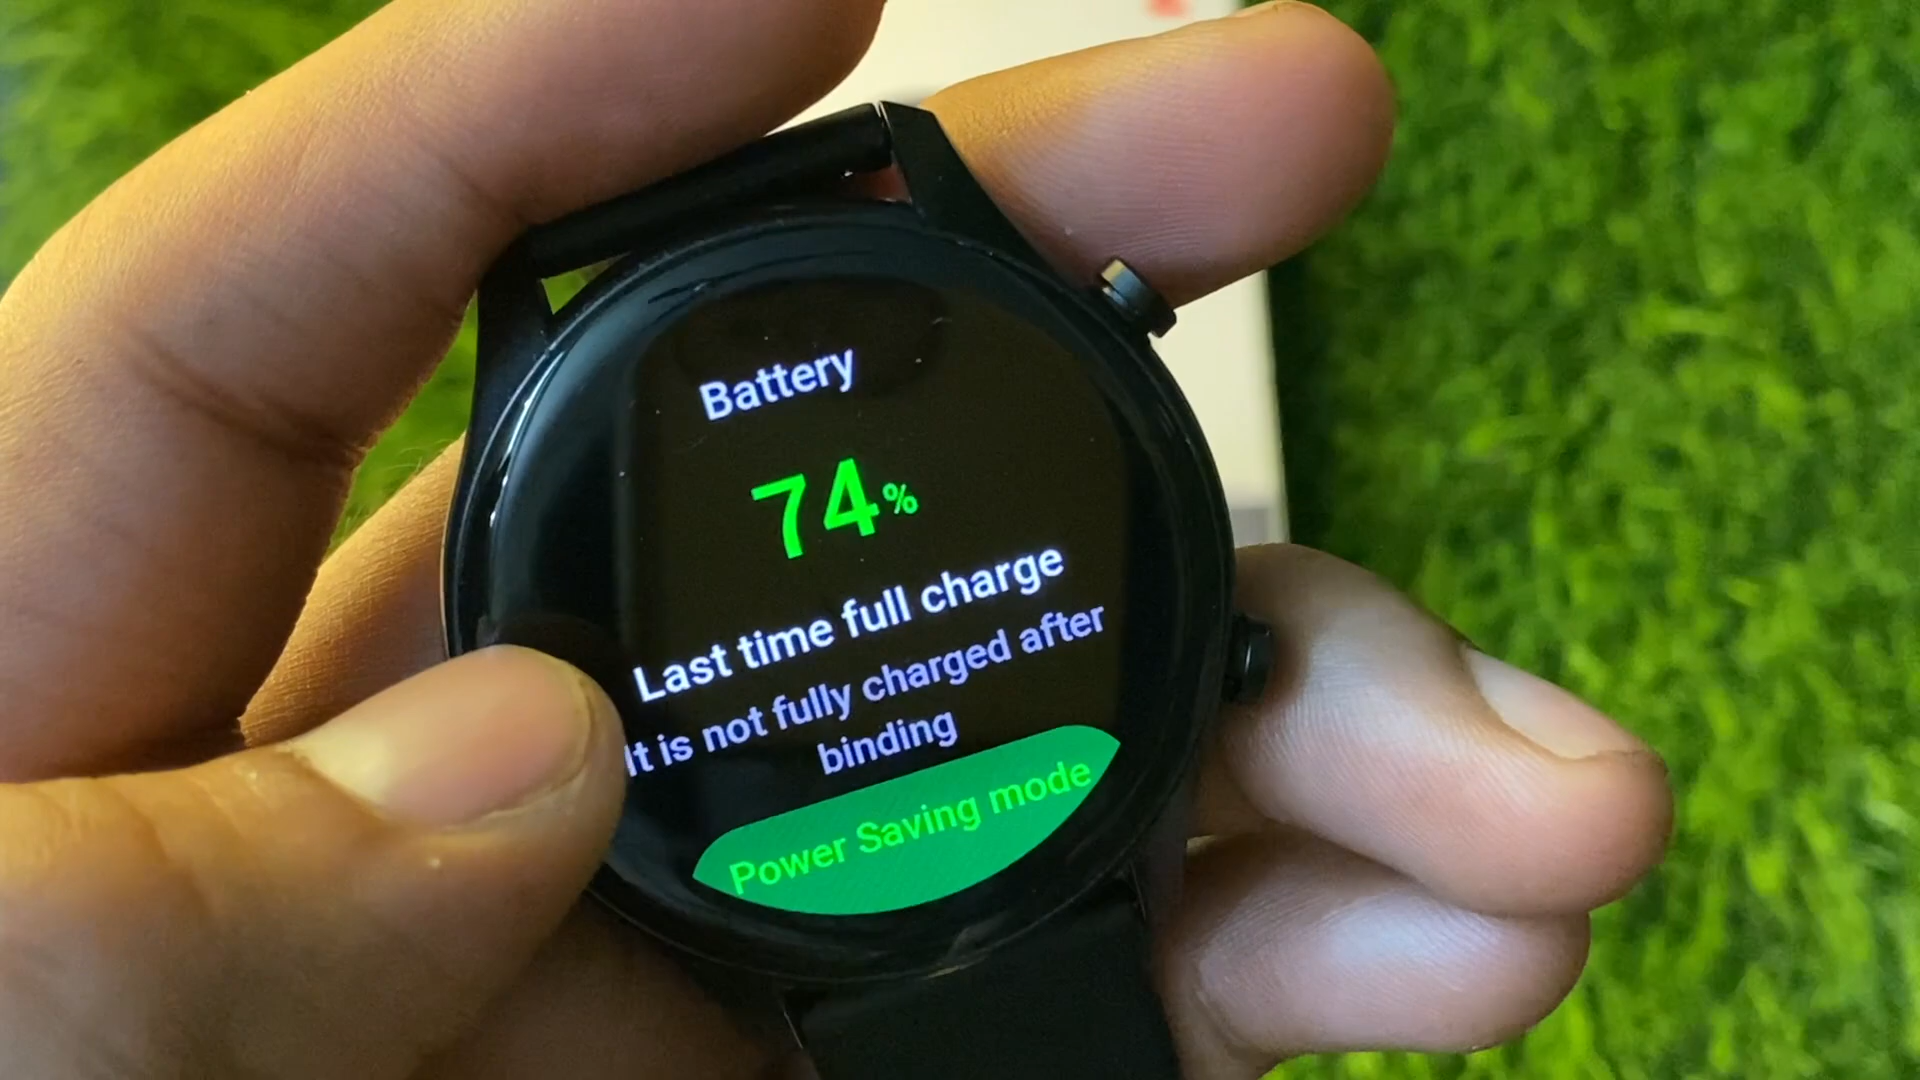 Battery
74%
Last time full charge
It is not fully charged after
binding
Power Saving mode